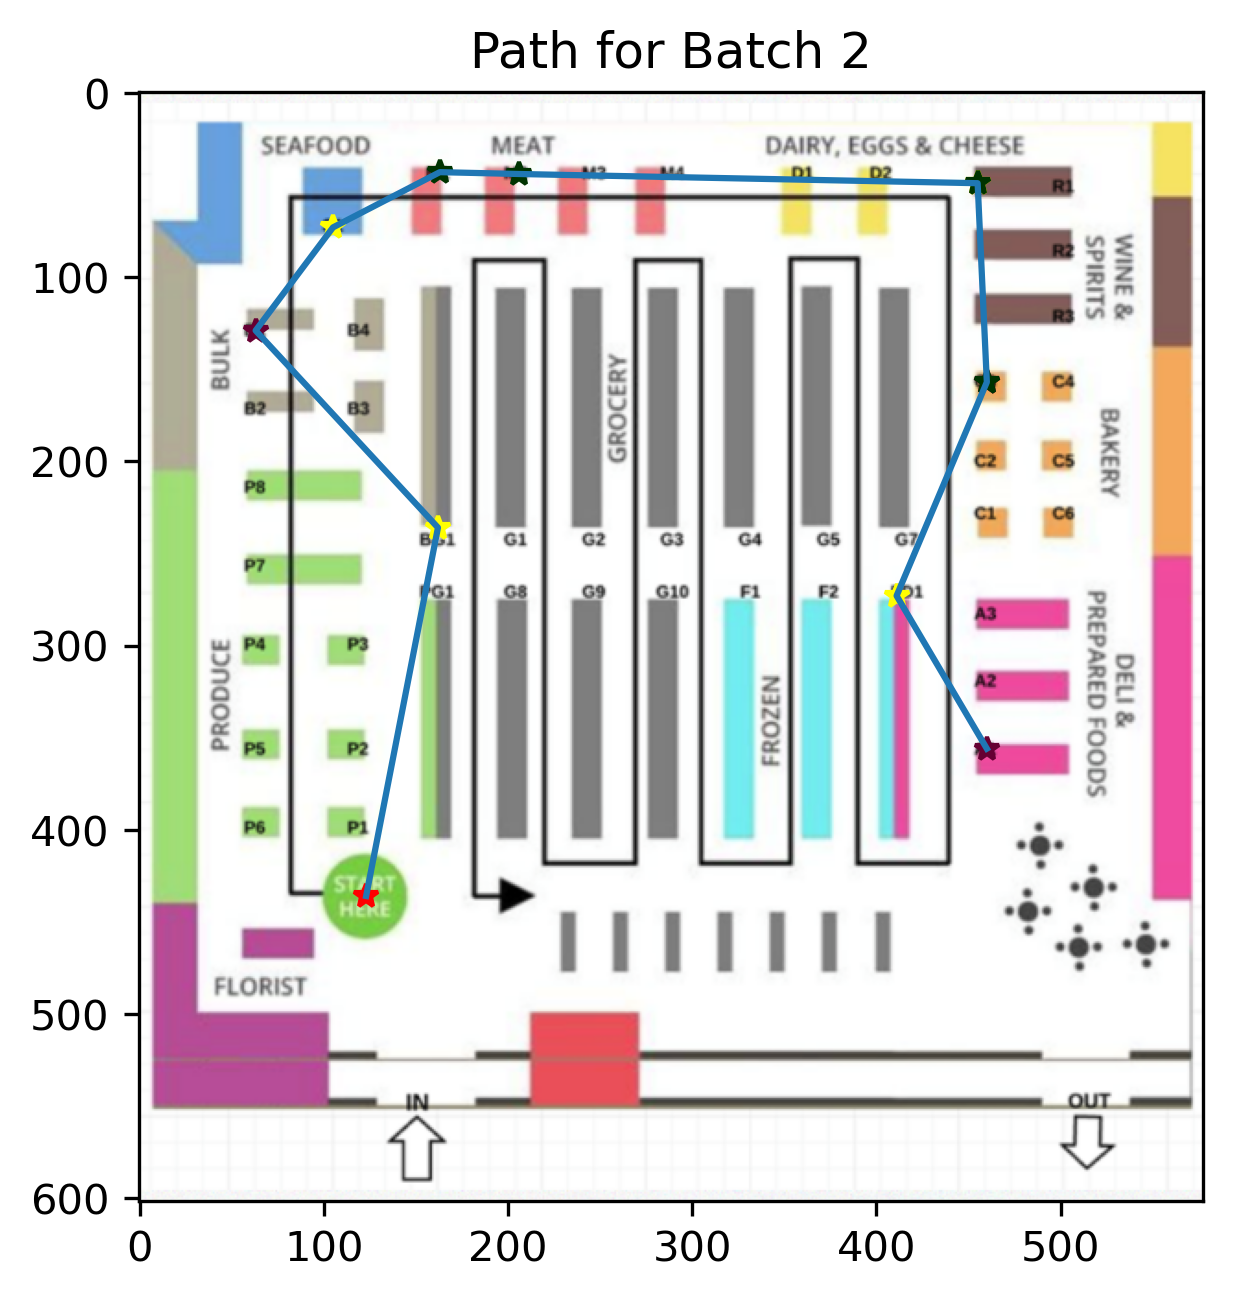 Path for Batch 2
0
100
200
300
400
500
600
SEAFOOD
MEAT
DAIRY, EGGS & CHEESE
M3
M4
D1
D2
R1
R2
R3
WINE &
SPIRITS
BULK
B4
B2
B3
GROCERY
C4
C2
C5
C1
C6
BAKERY
P8
P7
BG1
G1
G2
G3
G4
G5
G7
PG1
G8
G9
G10
F1
F2
A3
A2
PRODUCE
P4
P3
P5
P2
P6
P1
FROZEN
DELI &
PREPARED FOODS
START
HERE
FLORIST
IN
OUT
0
100
200
300
400
500